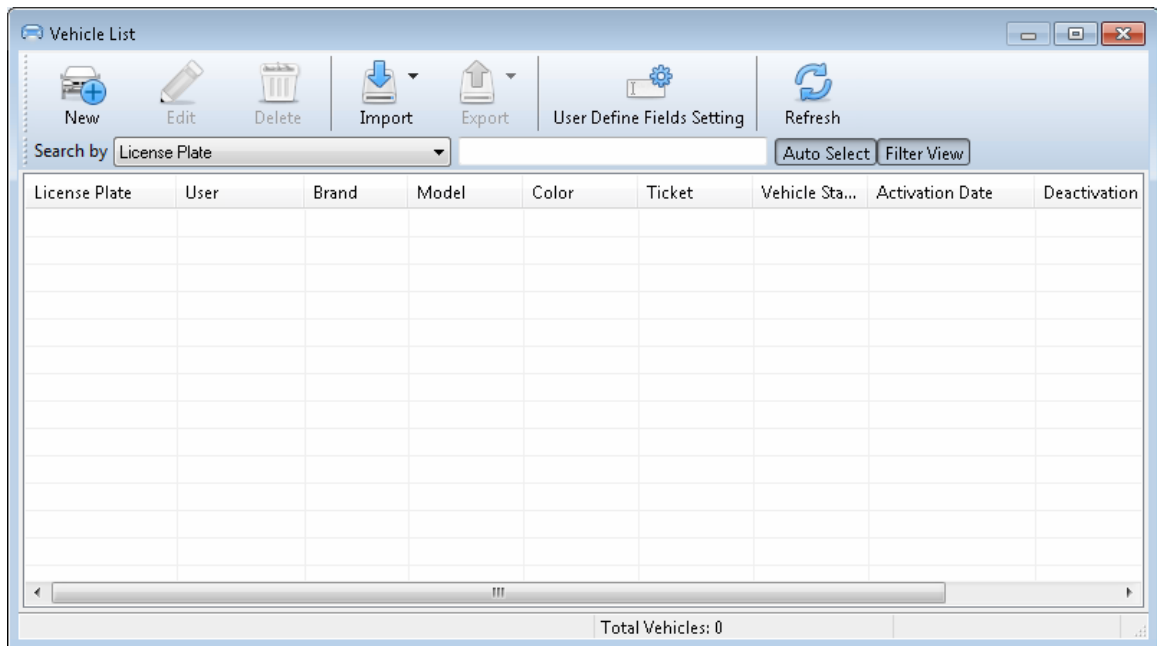 Vehicle List
New Edit Delete Import Export User Define Fields Setting Refresh
Search by License Plate Auto Select Filter View
License Plate User Brand Model Color Ticket Vehicle Sta... Activation Date Deactivation
Total Vehicles: 0